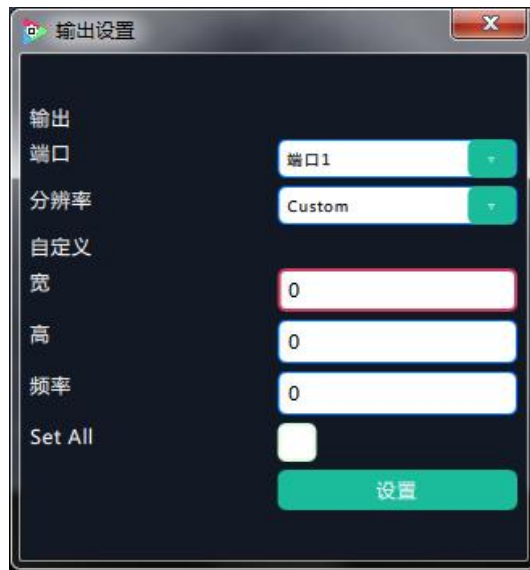 输出设置
输出
端口 端口1
分辨率 Custom
自定义
宽 0
高 0
频率 0
Set All
设置